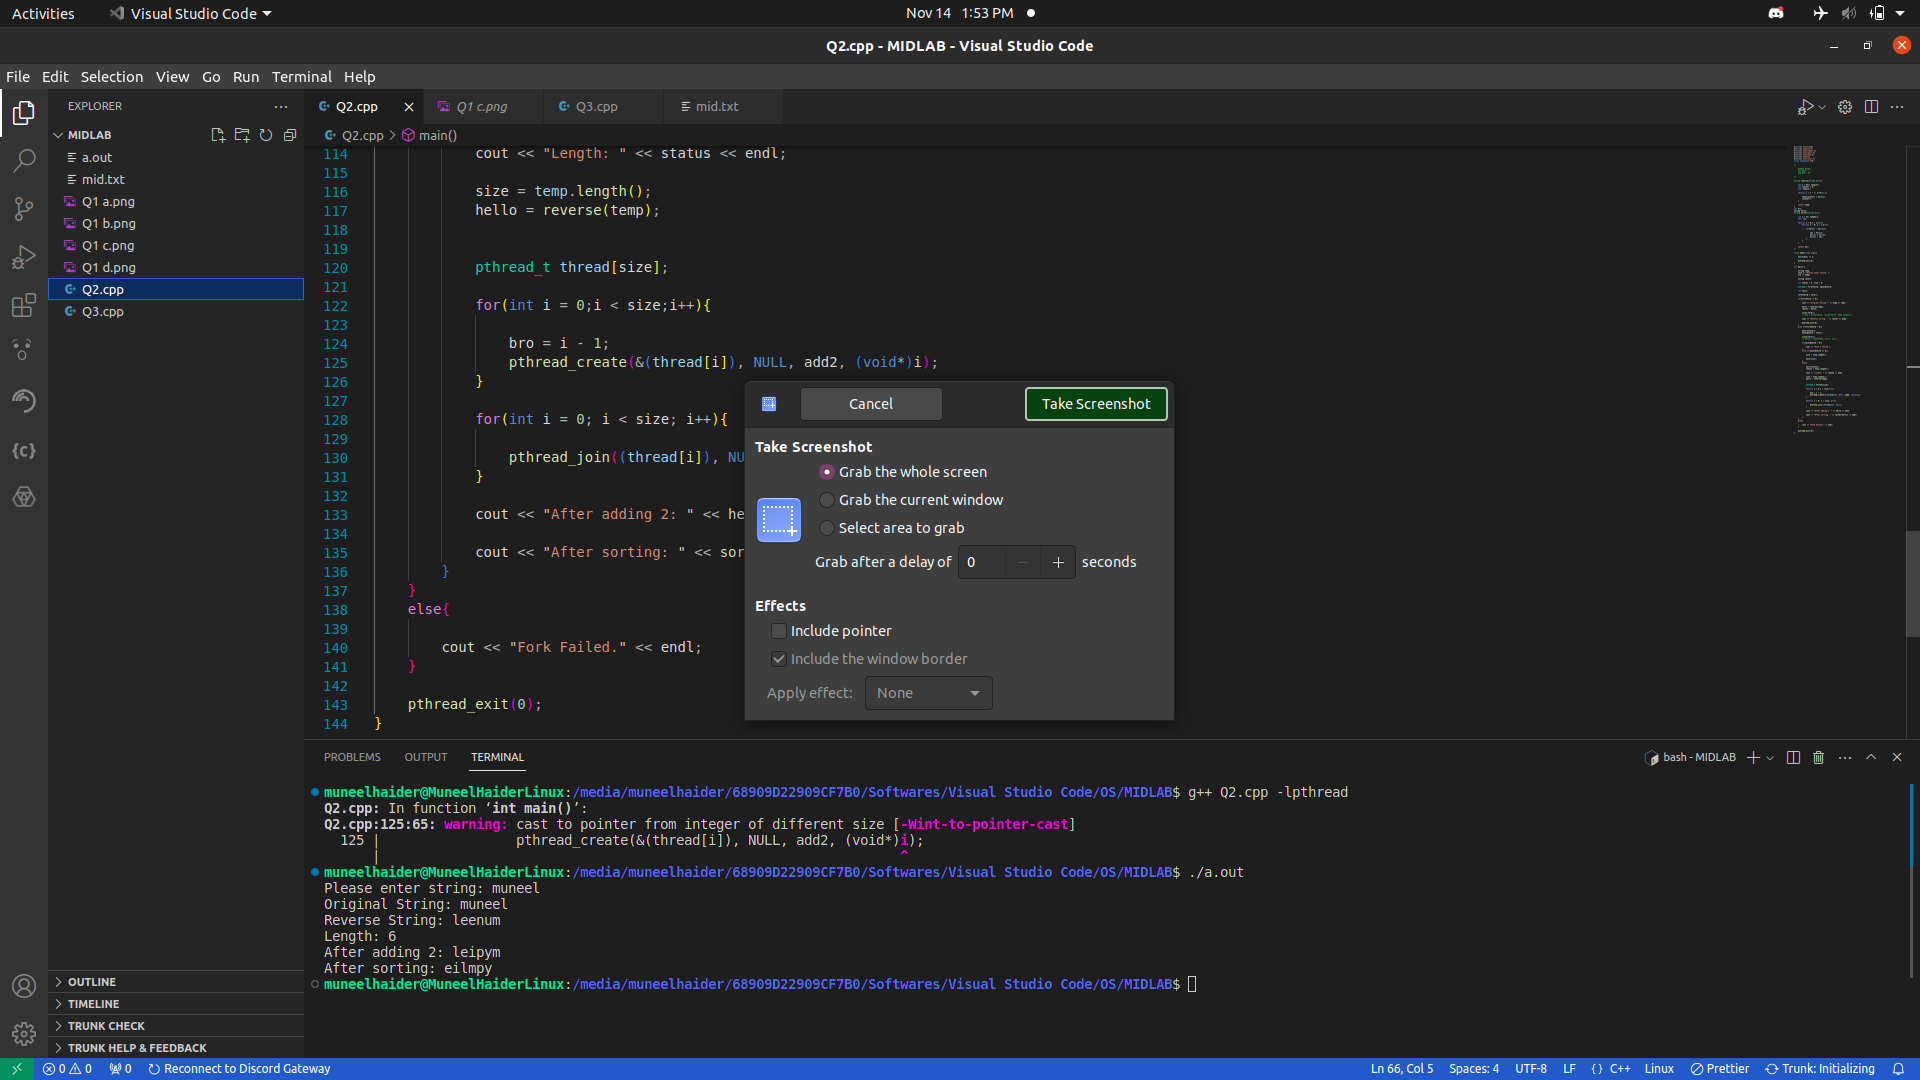 Activities
Visual Studio Code
Nov 14 1:53 PM
Q2.cpp - MIDLAB - Visual Studio Code
File Edit Selection View Go Run Terminal Help
EXPLORER
MIDLAB
a.out
mid.txt
Q1 a.png
Q1 b.png
Q1 c.png
Q1 d.png
Q2.cpp
Q3.cpp
OUTLINE
TIMELINE
TRUNK CHECK
TRUNK HELP & FEEDBACK
Q2.cpp
Q1 c.png
Q3.cpp
mid.txt
Q2.cpp > main()
114 cout << "Length: " << status << endl;
115
116 size = temp.length();
117 hello = reverse(temp);
118
119
120 pthread_t thread[size];
121
122 for(int i = 0;i < size;i++){
123
124 bro = i - 1;
125 pthread_create(&(thread[i]), NULL, add2, (void*)i);
126 }
127
128 for(int i = 0; i < size; i++){
129
130 pthread_join((thread[i]), NU
131 }
132
133 cout << "After adding 2: " << he
134
135 cout << "After sorting: " << sor
136 }
137 }
138 else{
139
140 cout << "Fork Failed." << endl;
141 }
142
143 pthread_exit(0);
144 }
Cancel
Take Screenshot
Take Screenshot
Grab the whole screen
Grab the current window
Select area to grab
Grab after a delay of 0 − + seconds
Effects
Include pointer
Include the window border
Apply effect: None
PROBLEMS OUTPUT TERMINAL
bash - MIDLAB
muneelhaider@MuneelHaiderLinux:/media/muneelhaider/68909D22909CF7B0/Softwares/Visual Studio Code/OS/MIDLAB$ g++ Q2.cpp -lpthread
Q2.cpp: In function ‘int main()’:
Q2.cpp:125:65: warning: cast to pointer from integer of different size [-Wint-to-pointer-cast]
125 | pthread_create(&(thread[i]), NULL, add2, (void*)i);
| ^
muneelhaider@MuneelHaiderLinux:/media/muneelhaider/68909D22909CF7B0/Softwares/Visual Studio Code/OS/MIDLAB$ ./a.out
Please enter string: muneel
Original String: muneel
Reverse String: leenum
Length: 6
After adding 2: leipym
After sorting: eilmpy
muneelhaider@MuneelHaiderLinux:/media/muneelhaider/68909D22909CF7B0/Softwares/Visual Studio Code/OS/MIDLAB$
0 0 0 Reconnect to Discord Gateway
Ln 66, Col 5 Spaces: 4 UTF-8 LF {} C++ Linux Prettier Trunk: Initializing